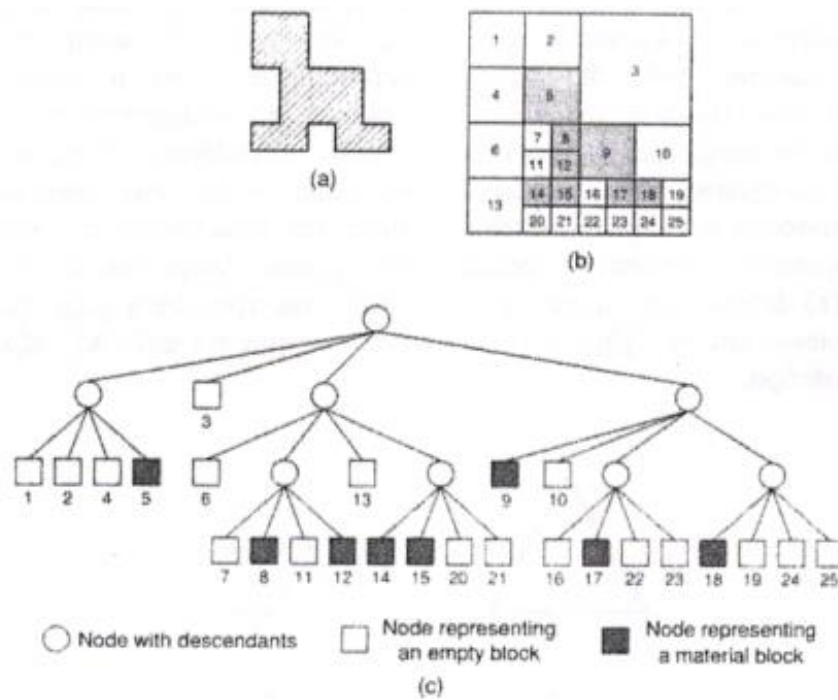 (a)
1 2 3
4 5
6 7 8 9 10
11 12
13 14 15 16 17 18 19
20 21 22 23 24 25
(b)
3
1 2 4 5 6 13 9 10
7 8 11 12 14 15 20 21 16 17 22 23 18 19 24 25
Node with descendants
Node representing
an empty block
Node representing
a material block
(c)